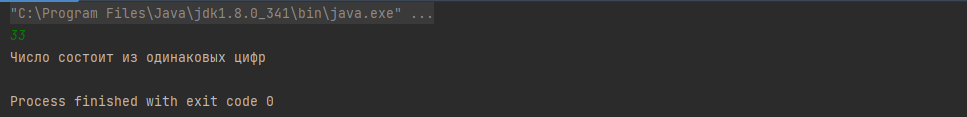 "C:\Program Files\Java\jdk1.8.0_341\bin\java.exe" ...
33
Число состоит из одинаковых цифр
Process finished with exit code 0